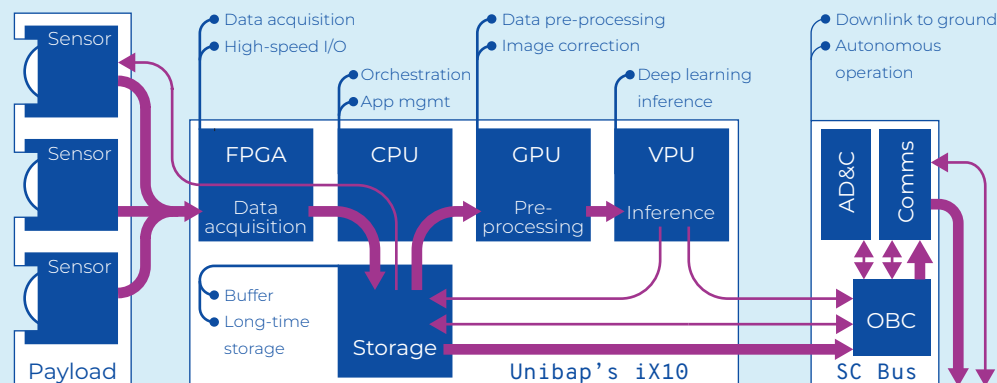 Sensor
Sensor
Sensor
Payload
Data acquisition
High-speed I/O
Orchestration
App mgmt
Data pre-processing
Image correction
Deep learning
inference
Downlink to ground
Autonomous
operation
FPGA
Data
acquisition
CPU
GPU
Pre-
processing
VPU
Inference
Buffer
Long-time
storage
Storage
Unibap's iX10
AD&C
Comms
OBC
SC Bus